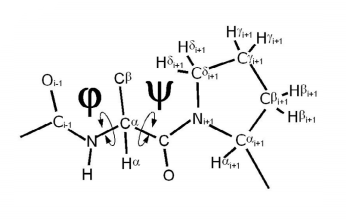 Hγi+1
Hδi+1 Hγi+1
Hδi+1 Cγi+1
Oi-1 Cβ Cδi+1
φ ψ Cβi+1 Hβi+1
Hβi+1
Ci-1 Cα Ni+1
N C Cαi+1
H Hα O Hαi+1